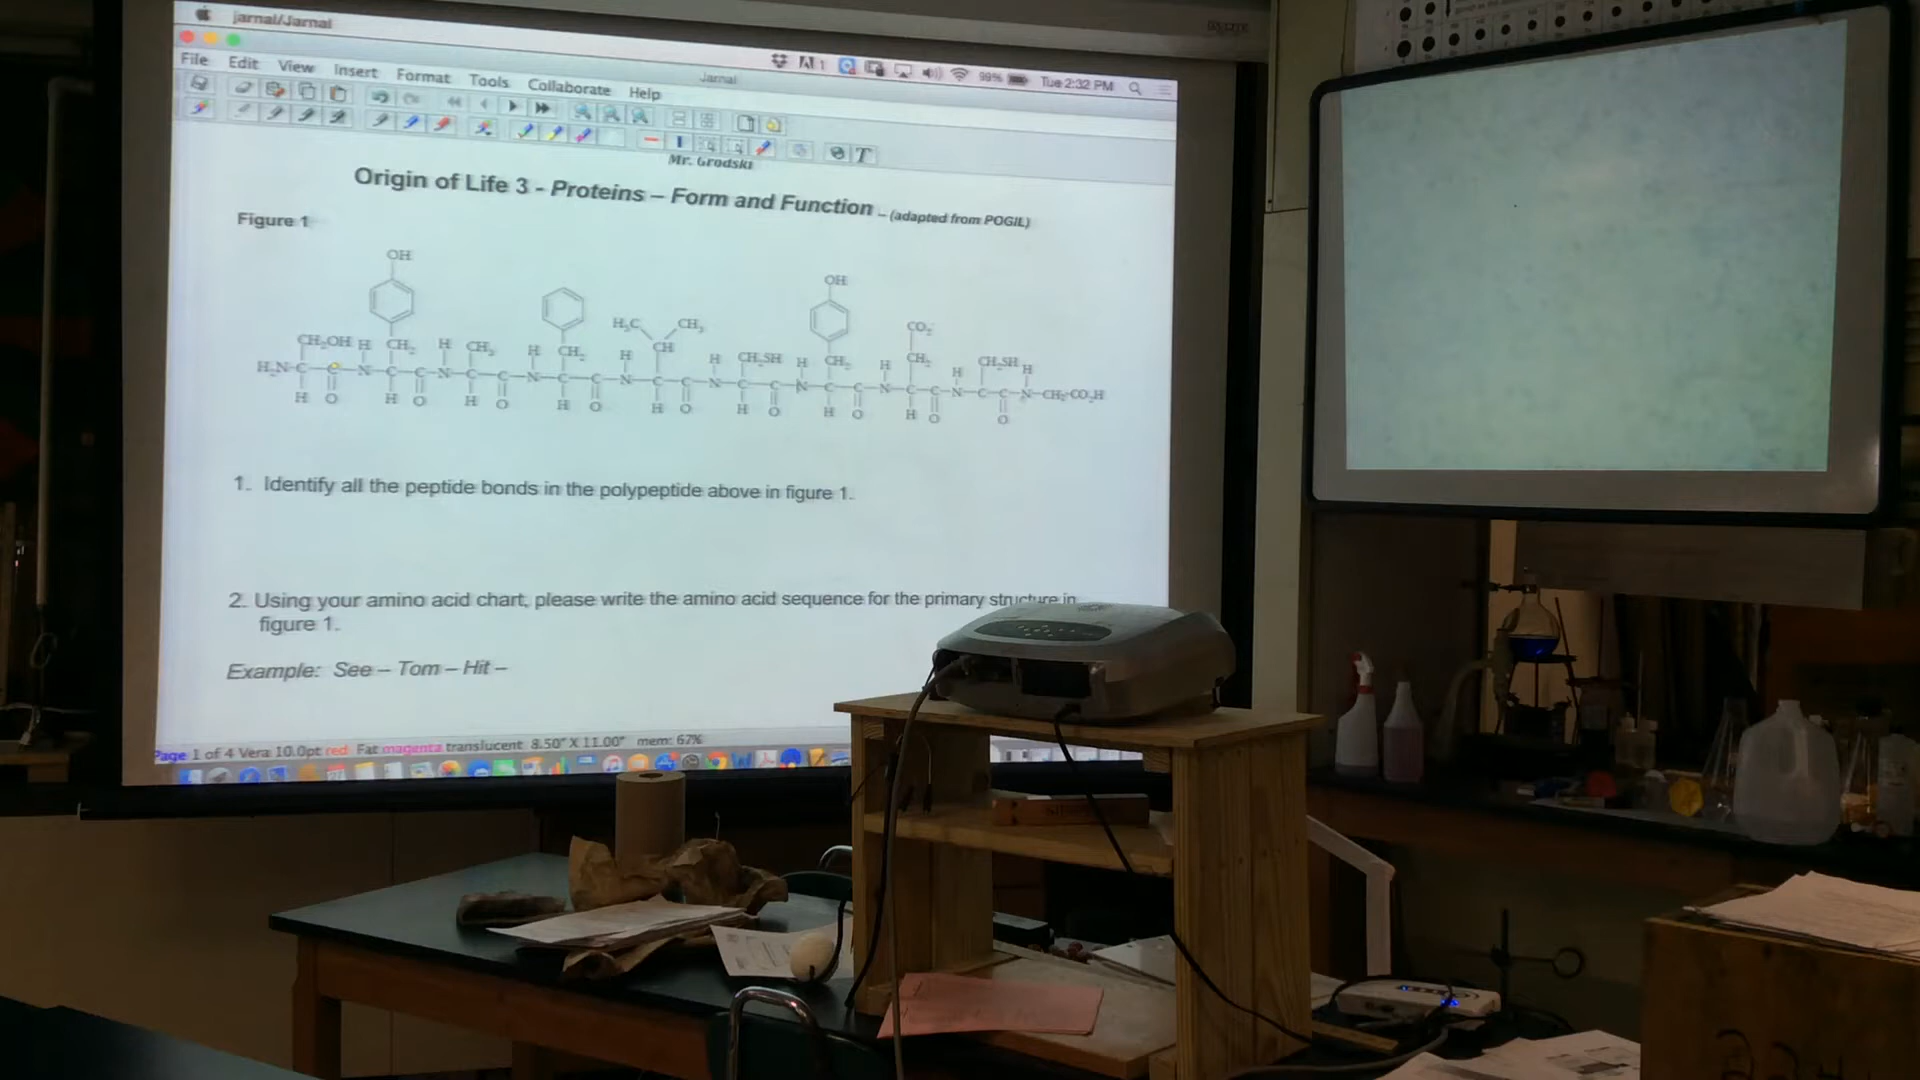 jarnal/Jarnal
99% Tue 2:32 PM
File Edit View Insert Format Tools Collaborate Help
Jarnal
Mr. Grodski
Origin of Life 3 - Proteins – Form and Function – (adapted from POGIL)
Figure 1
OH
OH
H₃C CH₃
CO₂
CH₂OH H CH₂ H CH₃ H CH₂ H CH H CH₂SH H CH₂ H CH₂ H CH₂SH H
H₂N C C N C C N C C N C C N C C N C C N C C N C C N C C N CH₂CO₂H
H O H O H O H O H O H O H O H O O
1. Identify all the peptide bonds in the polypeptide above in figure 1.
2. Using your amino acid chart, please write the amino acid sequence for the primary structure in
figure 1.
Example: See – Tom – Hit –
Page 1 of 4 Vera 10.0pt red Fat magenta translucent 8.50" X 11.00" mem: 67%